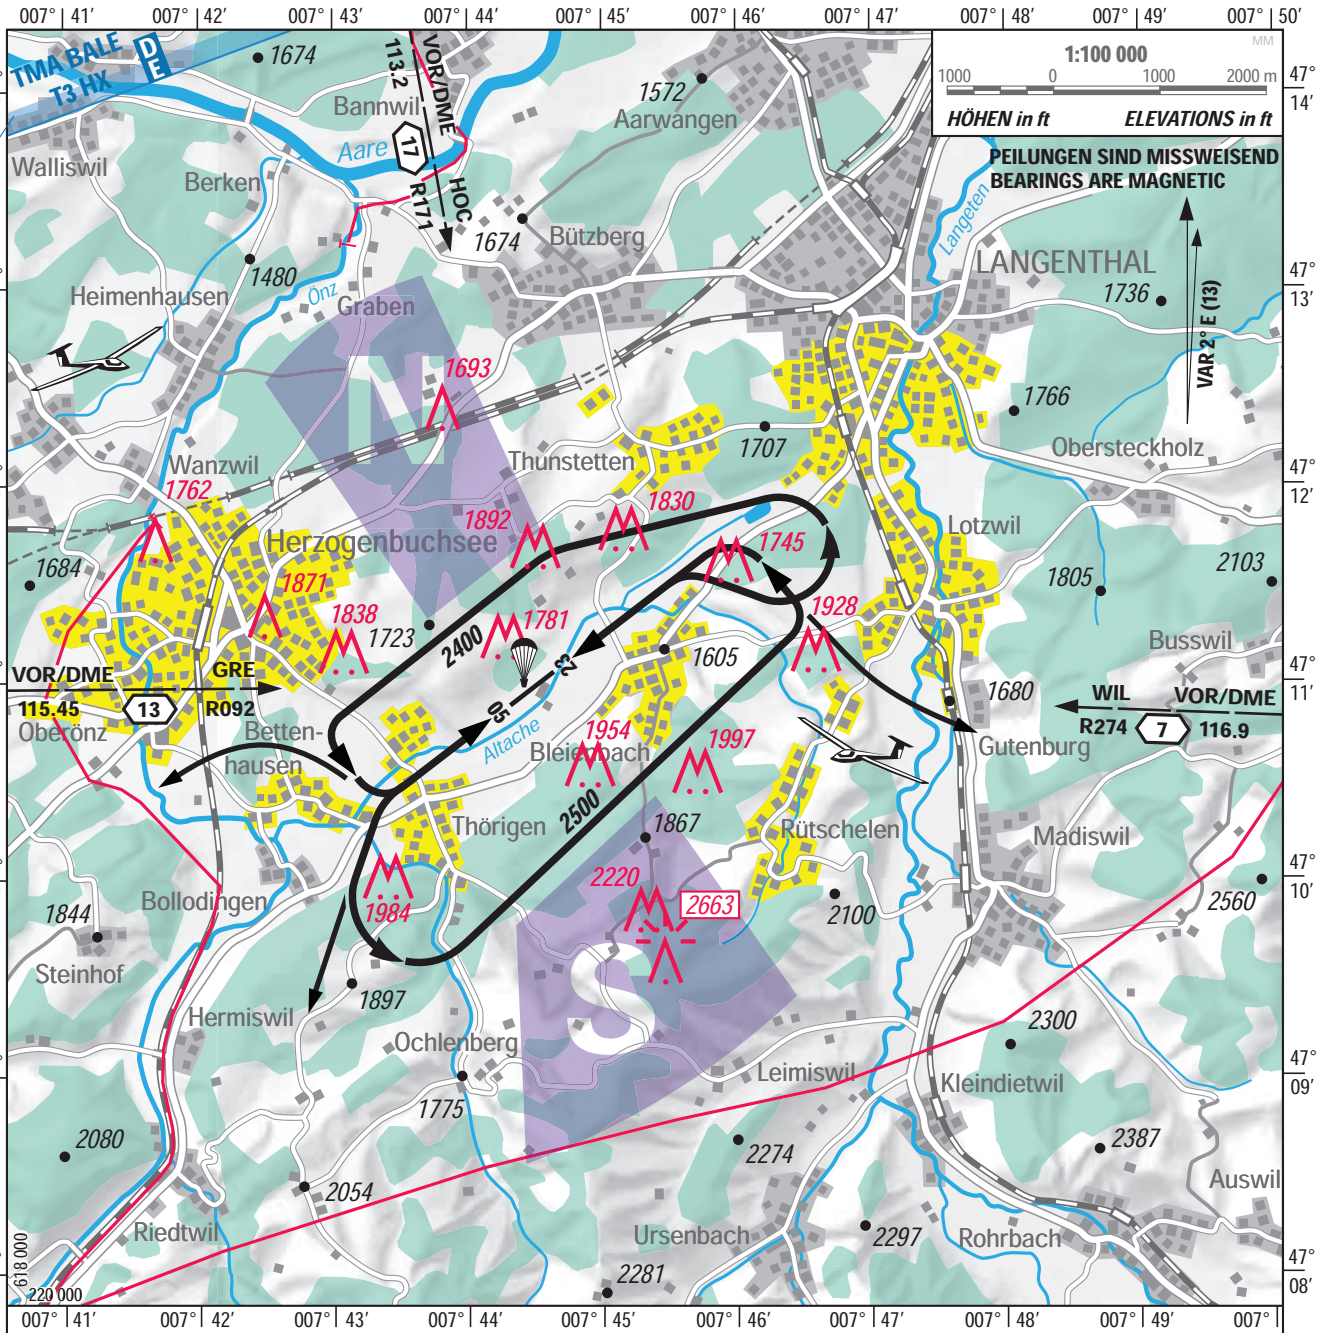 007° 41′ 007° 42′ 007° 43′ 007° 44′ 007° 45′ 007° 46′ 007° 47′ 007° 48′ 007° 49′ 007° 50′
TMA BALE
T3 HX
D
E
1674
VOR/DME
113.2
17
HOC
R171
MM
1:100 000
1000 0 1000 2000 m
HÖHEN in ft ELEVATIONS in ft
47°
14′
PEILUNGEN SIND MISSWEISEND
BEARINGS ARE MAGNETIC
Bannwil
1572
Aarwangen
Aare
Walliswil
Berken
Langeten
1674
Bützberg
1480
LANGENTHAL
1736
47°
13′
VAR 2° E (13)
Heimenhausen
Önz
Graben
N
1693
1766
1707
Obersteckholz
Wanzwil
1762
Thunstetten
47°
12′
1892
1830
Herzogenbuchsee
1745
Lotzwil
1684
1871
1838
1723
2400
1781
1928
1805
2103
1605
Busswil
47°
11′
VOR/DME
115.45
13
GRE
R092
23
05
1680
WIL
R274
7
VOR/DME
116.9
Oberönz
Betten-
hausen
Altache
Bleienbach
1954
1997
Gutenburg
2500
Thörigen
1867
Rütschelen
Madiswil
47°
10′
Bollodingen
1984
2220
2663
2100
2560
1844
Steinhof
S
1897
Hermiswil
2300
Ochlenberg
Leimiswil
Kleindietwil
47°
09′
1775
2080
2274
2387
2054
Auswil
Riedtwil
Ursenbach
2297
Rohrbach
47°
08′
618 000
220 000
2281
007° 41′ 007° 42′ 007° 43′ 007° 44′ 007° 45′ 007° 46′ 007° 47′ 007° 48′ 007° 49′ 007°